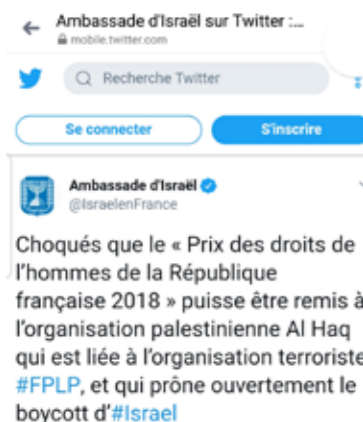 Ambassade d'Israël sur Twitter :...
mobile.twitter.com
Recherche Twitter
Se connecter
S'inscrire
Ambassade d'Israël
@IsraelenFrance
Choqués que le « Prix des droits de
l'hommes de la République
française 2018 » puisse être remis à
l'organisation palestinienne Al Haq
qui est liée à l'organisation terroriste
#FPLP, et qui prône ouvertement le
boycott d'#Israel